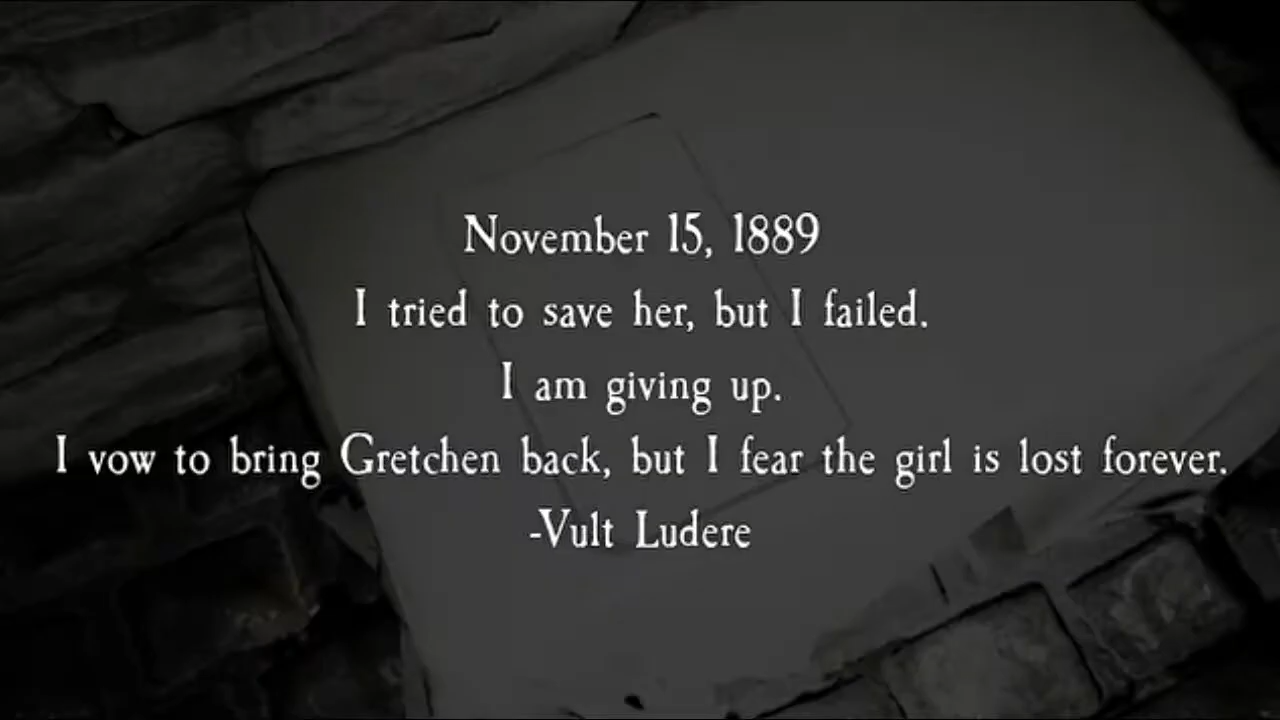 November 15, 1889
I tried to save her, but I failed.
I am giving up.
I vow to bring Gretchen back, but I fear the girl is lost forever.
-Vult Ludere